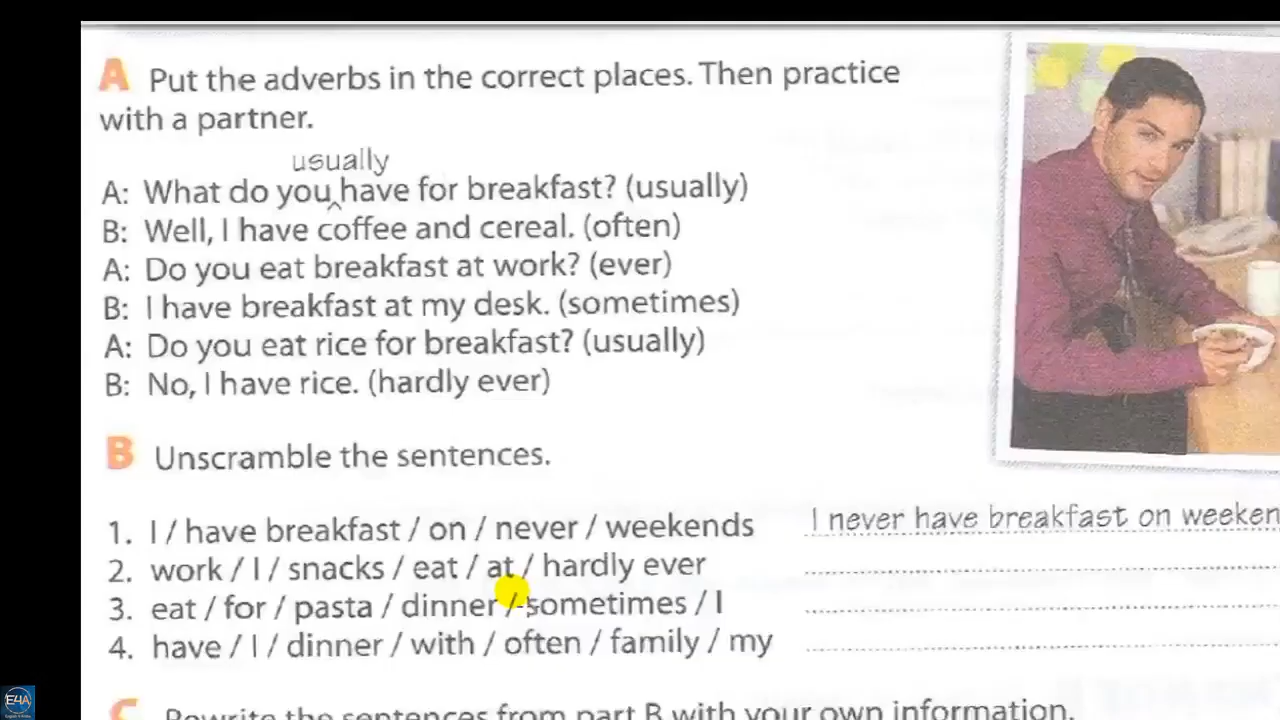 A Put the adverbs in the correct places. Then practice
with a partner.
usually
A: What do you ^ have for breakfast? (usually)
B: Well, I have coffee and cereal. (often)
A: Do you eat breakfast at work? (ever)
B: I have breakfast at my desk. (sometimes)
A: Do you eat rice for breakfast? (usually)
B: No, I have rice. (hardly ever)
B Unscramble the sentences.
1. I / have breakfast / on / never / weekends I never have breakfast on weeken
2. work / I / snacks / eat / at / hardly ever
3. eat / for / pasta / dinner / sometimes / I
4. have / I / dinner / with / often / family / my
C Rewrite the sentences from part B with your own information.
E4A